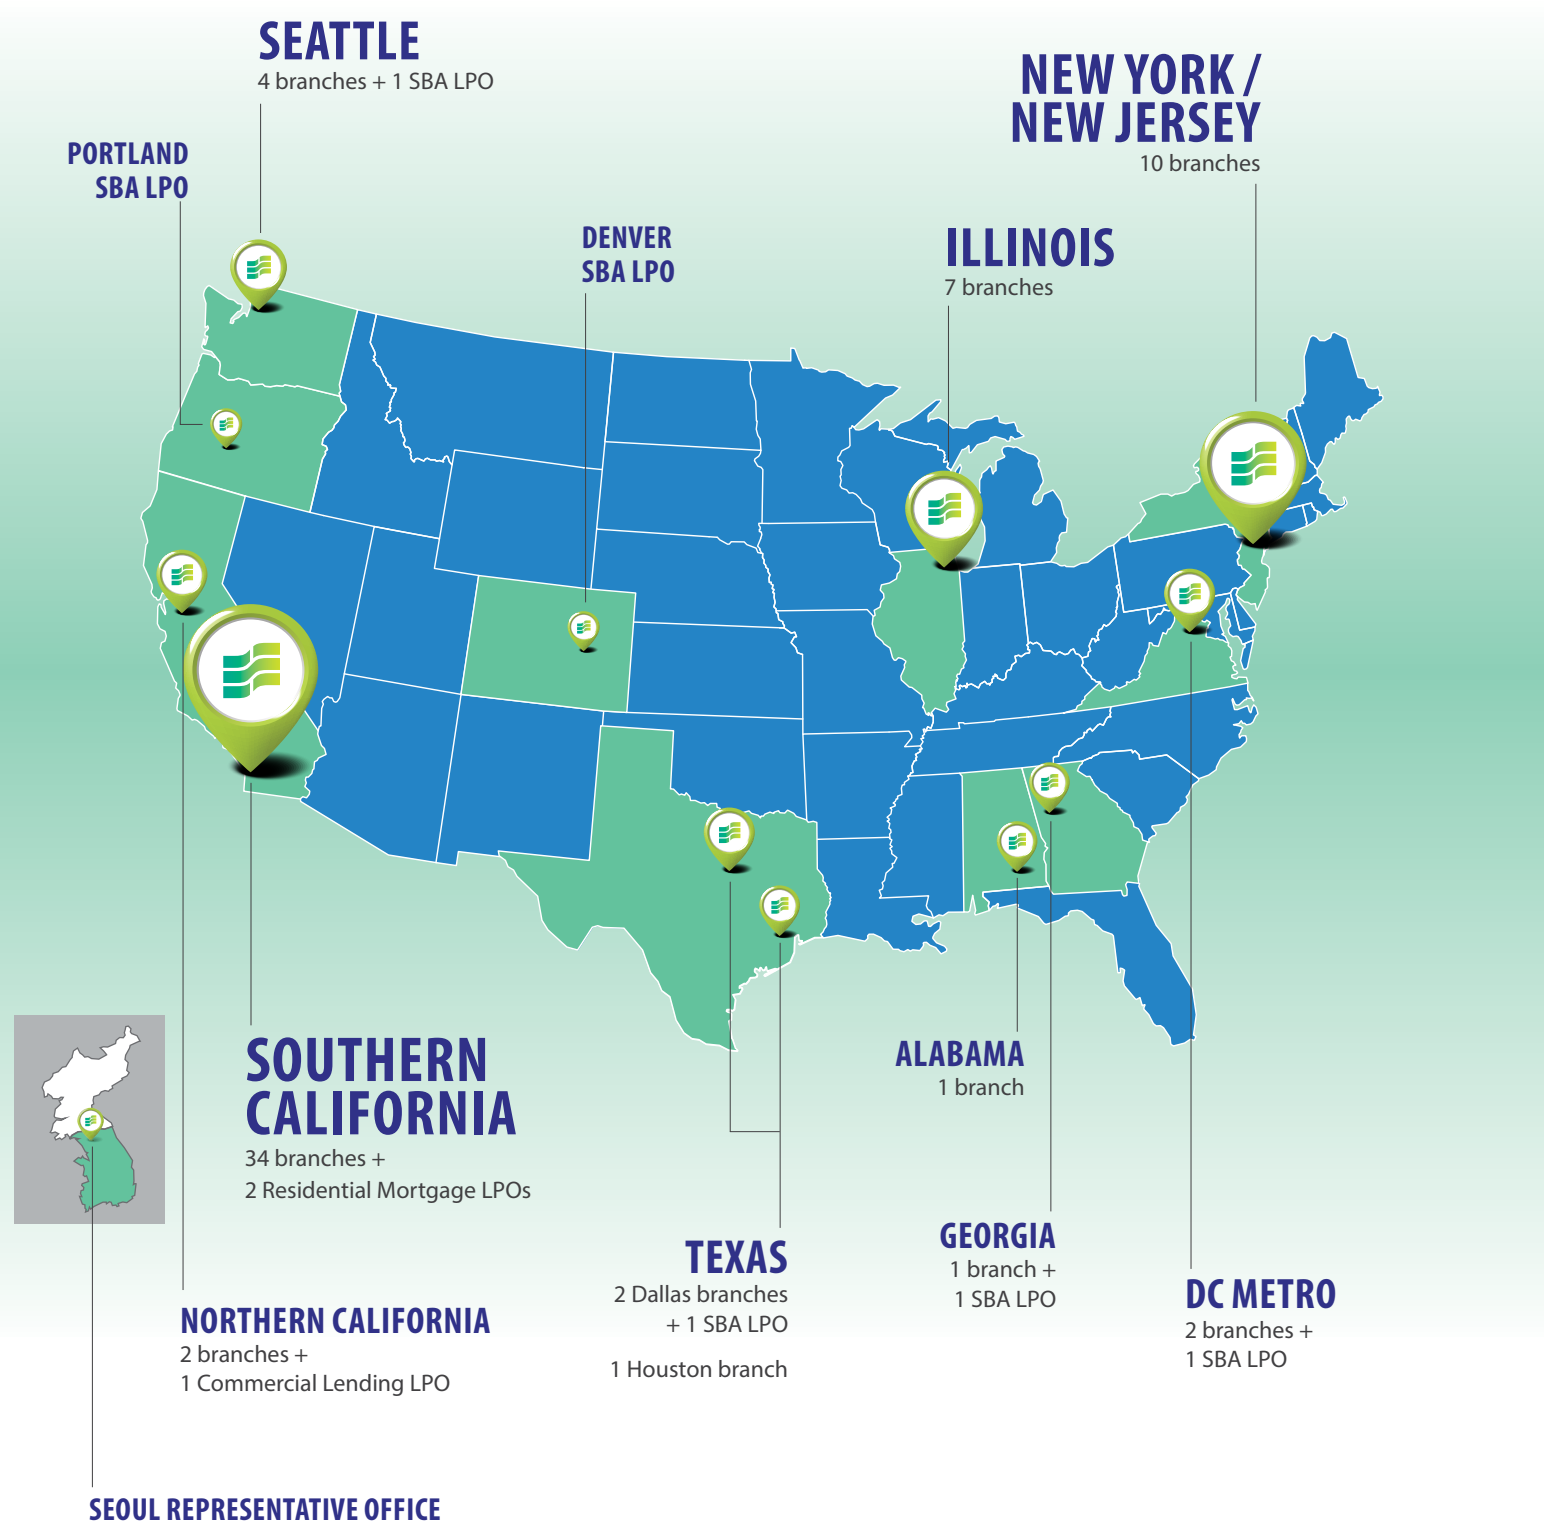 SEATTLE
4 branches + 1 SBA LPO
NEW YORK /
NEW JERSEY
10 branches
PORTLAND
SBA LPO
DENVER
SBA LPO
ILLINOIS
7 branches
SOUTHERN
CALIFORNIA
34 branches +
2 Residential Mortgage LPOs
ALABAMA
1 branch
TEXAS
2 Dallas branches
+ 1 SBA LPO
1 Houston branch
GEORGIA
1 branch +
1 SBA LPO
DC METRO
2 branches +
1 SBA LPO
NORTHERN CALIFORNIA
2 branches +
1 Commercial Lending LPO
SEOUL REPRESENTATIVE OFFICE